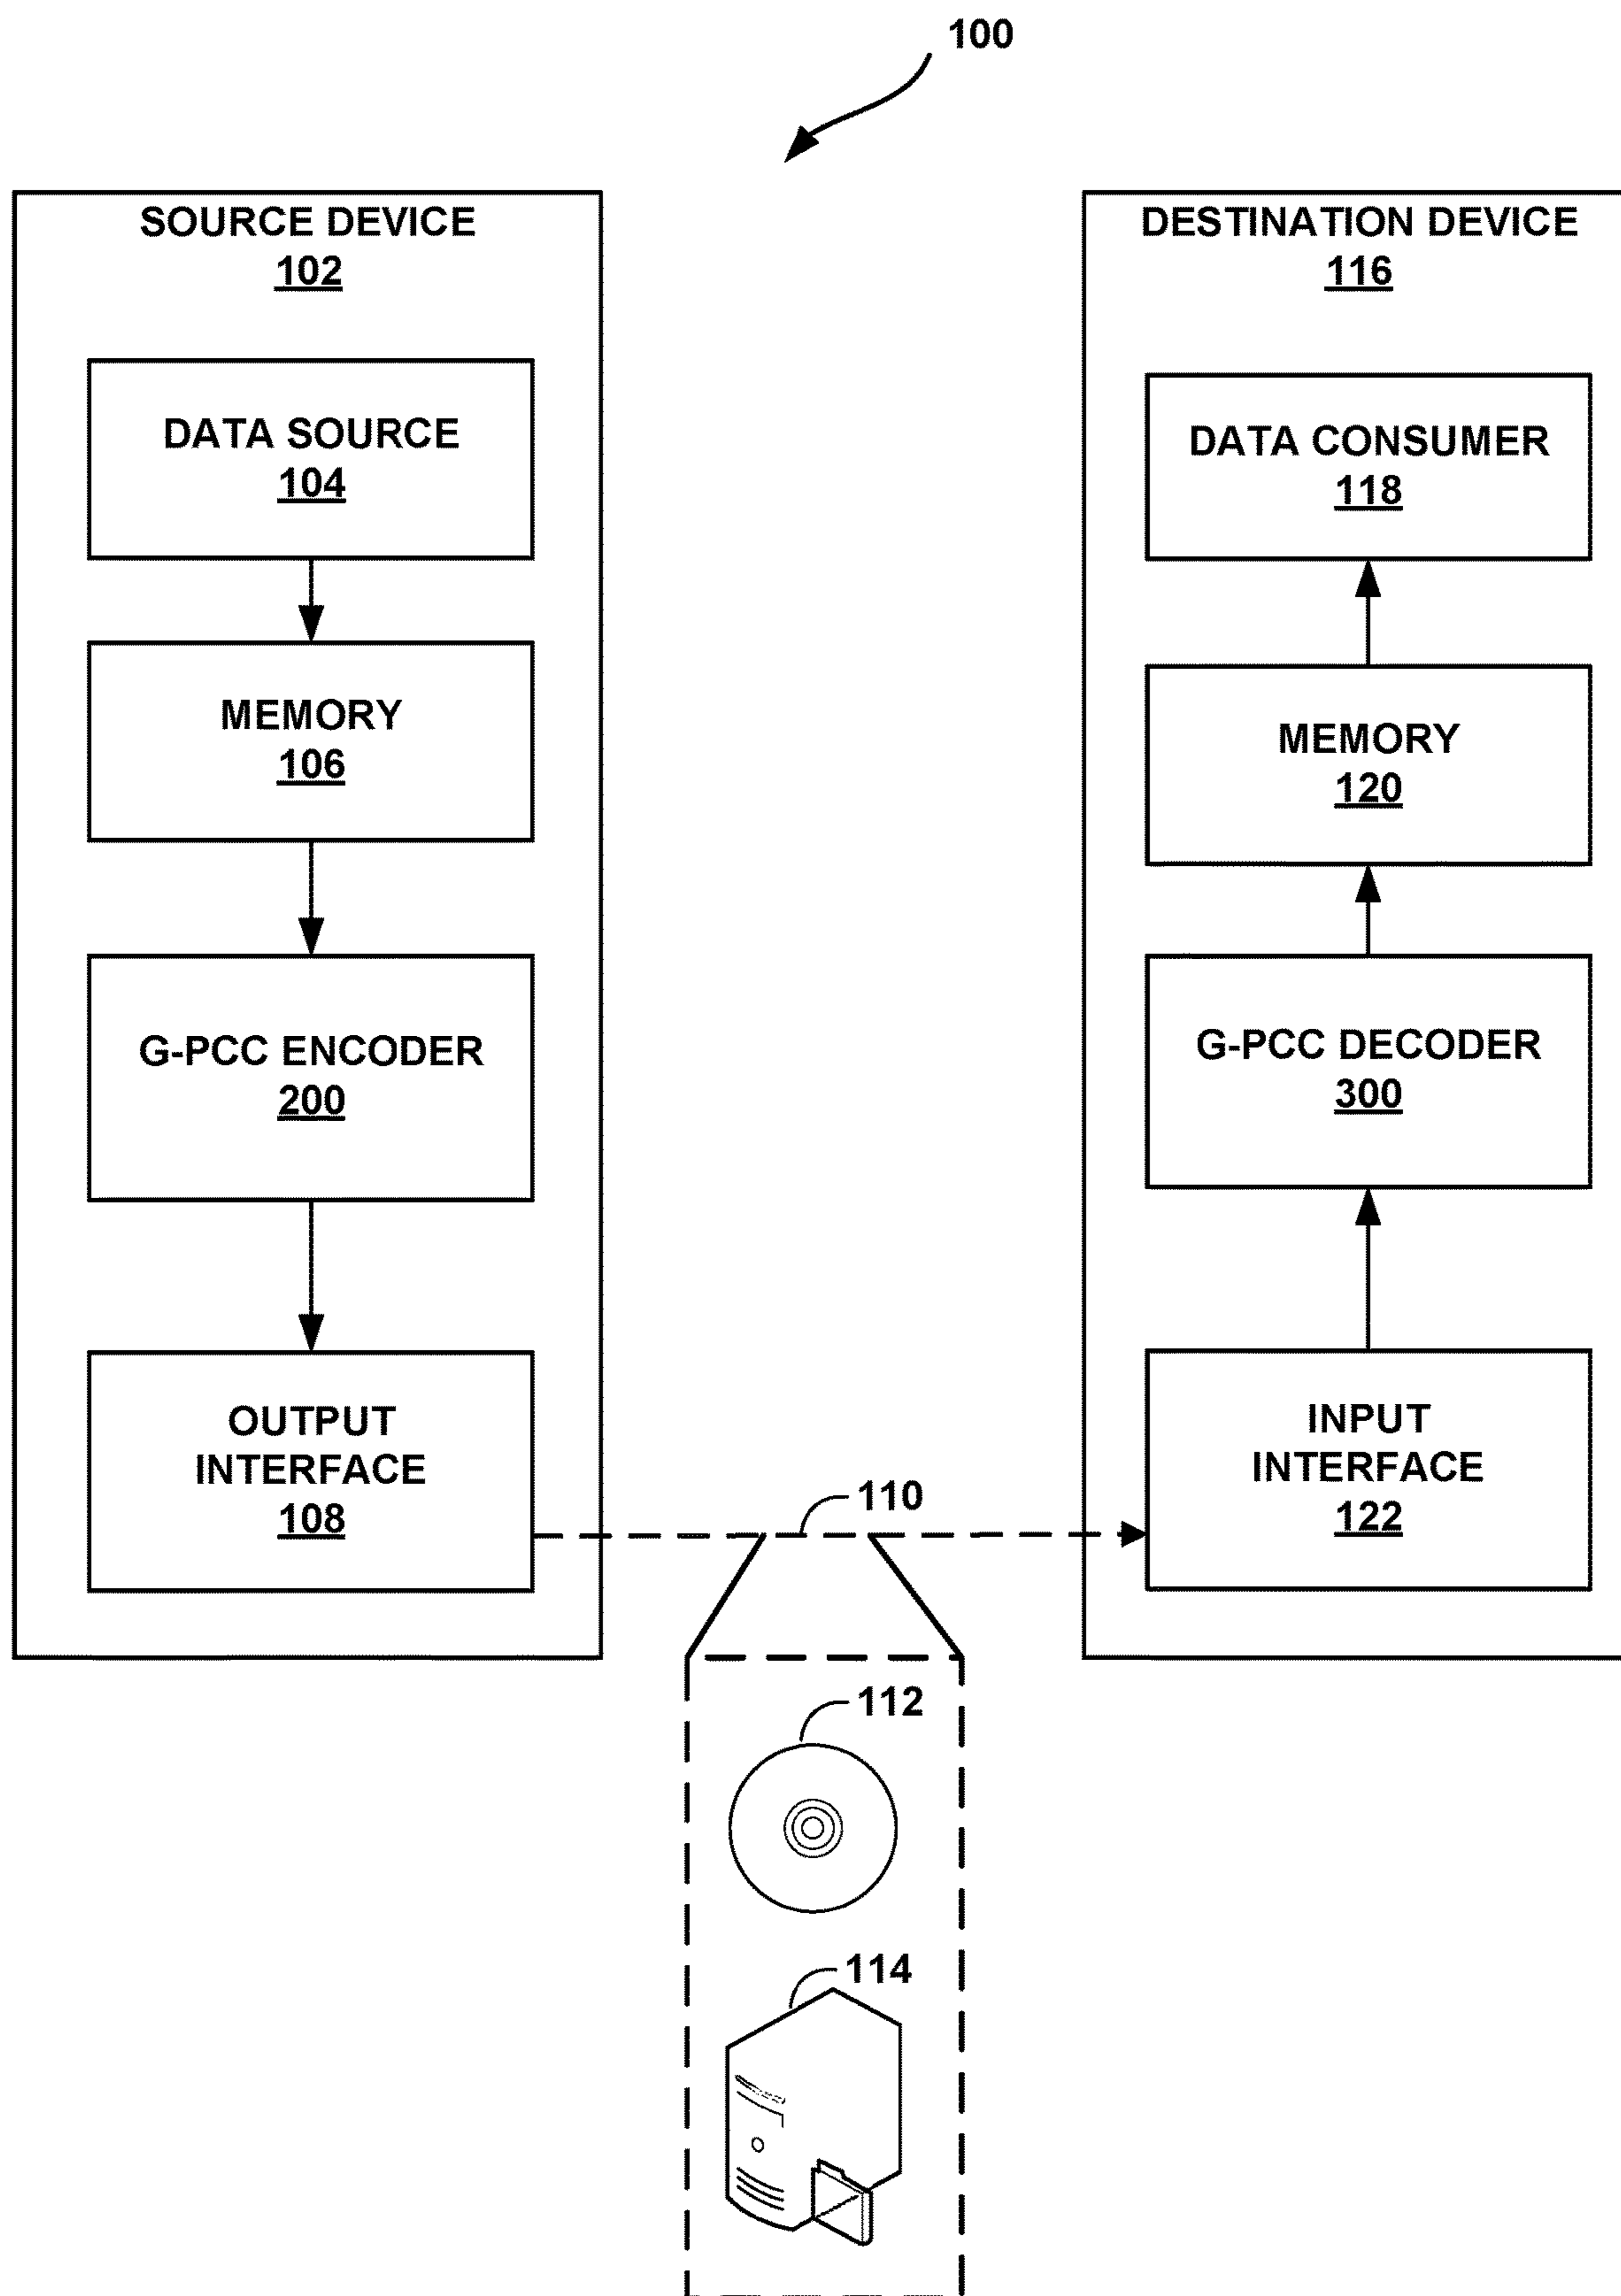 100
SOURCE DEVICE
102
DATA SOURCE
104
MEMORY
106
G-PCC ENCODER
200
OUTPUT
INTERFACE
108
DESTINATION DEVICE
116
DATA CONSUMER
118
MEMORY
120
G-PCC DECODER
300
INPUT
INTERFACE
122
110
112
114